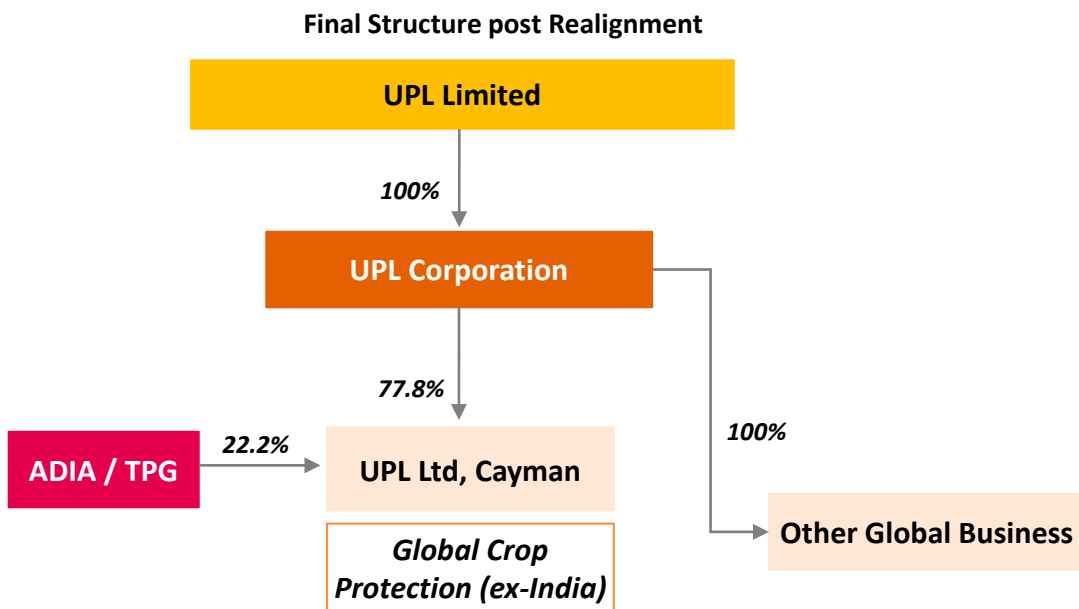 Final Structure post Realignment
UPL Limited
100%
UPL Corporation
77.8%
100%
22.2%
ADIA / TPG
UPL Ltd, Cayman
Other Global Business
Global Crop
Protection (ex-India)